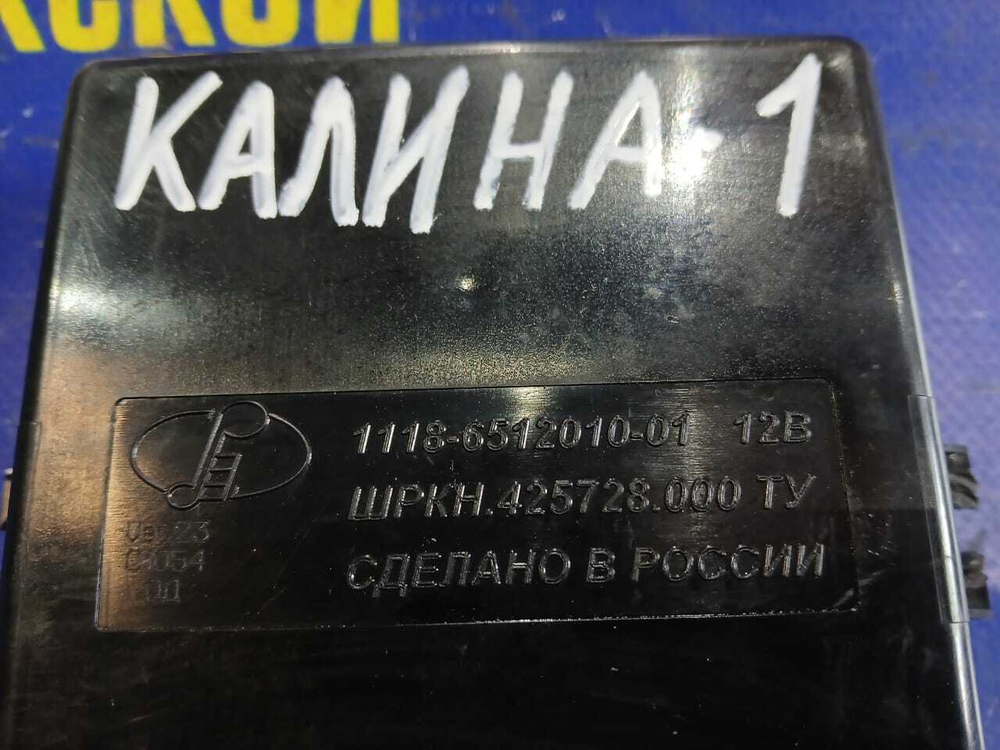 КАЛИНА-1
1118-6512010-01 12В
ШРКН.425728.000 ТУ
СДЕЛАНО В РОССИИ